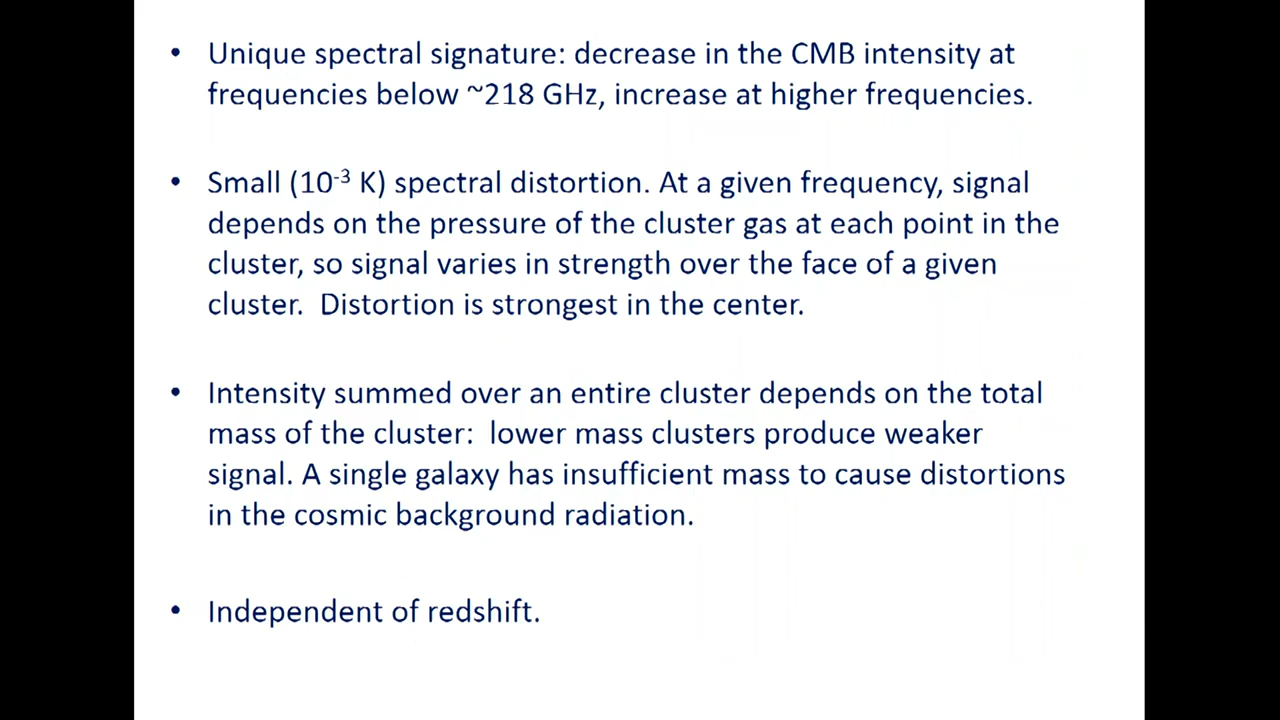 • Unique spectral signature: decrease in the CMB intensity at
frequencies below ~218 GHz, increase at higher frequencies.
• Small (10⁻³ K) spectral distortion. At a given frequency, signal
depends on the pressure of the cluster gas at each point in the
cluster, so signal varies in strength over the face of a given
cluster.  Distortion is strongest in the center.
• Intensity summed over an entire cluster depends on the total
mass of the cluster:  lower mass clusters produce weaker
signal. A single galaxy has insufficient mass to cause distortions
in the cosmic background radiation.
• Independent of redshift.